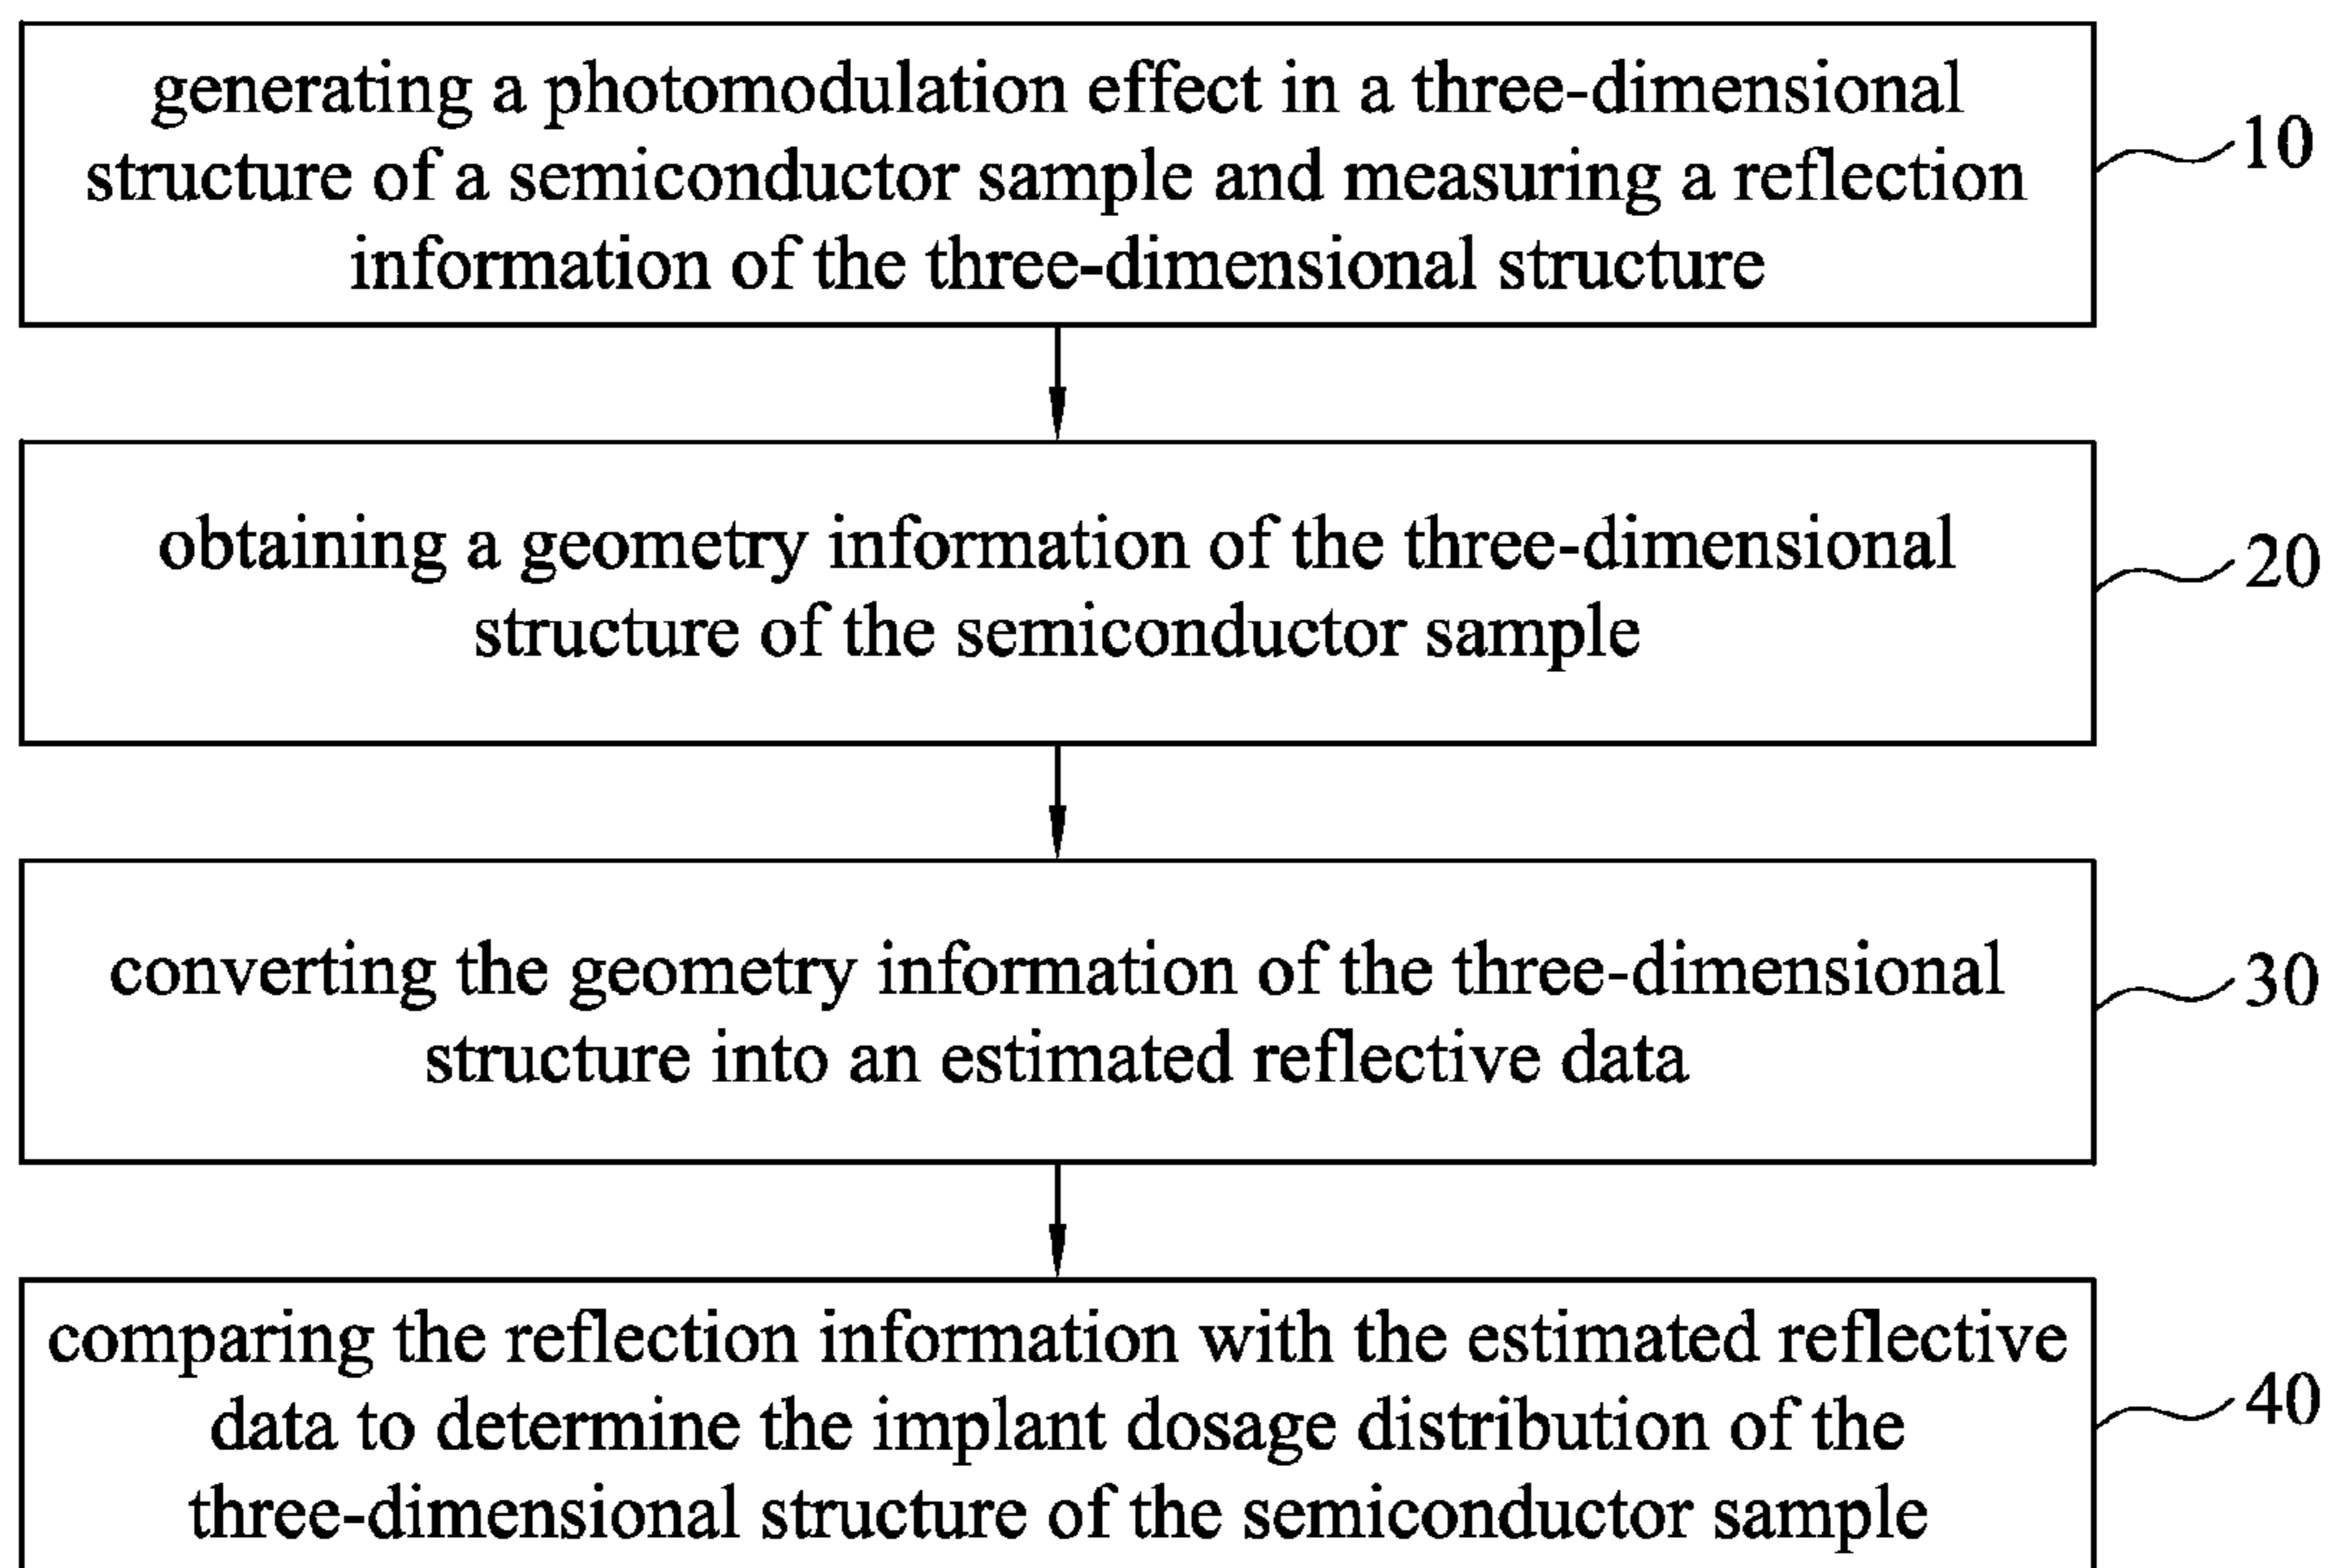 generating a photomodulation effect in a three-dimensional
structure of a semiconductor sample and measuring a reflection
information of the three-dimensional structure
10
obtaining a geometry information of the three-dimensional
structure of the semiconductor sample
20
converting the geometry information of the three-dimensional
structure into an estimated reflective data
30
comparing the reflection information with the estimated reflective
data to determine the implant dosage distribution of the
three-dimensional structure of the semiconductor sample
40